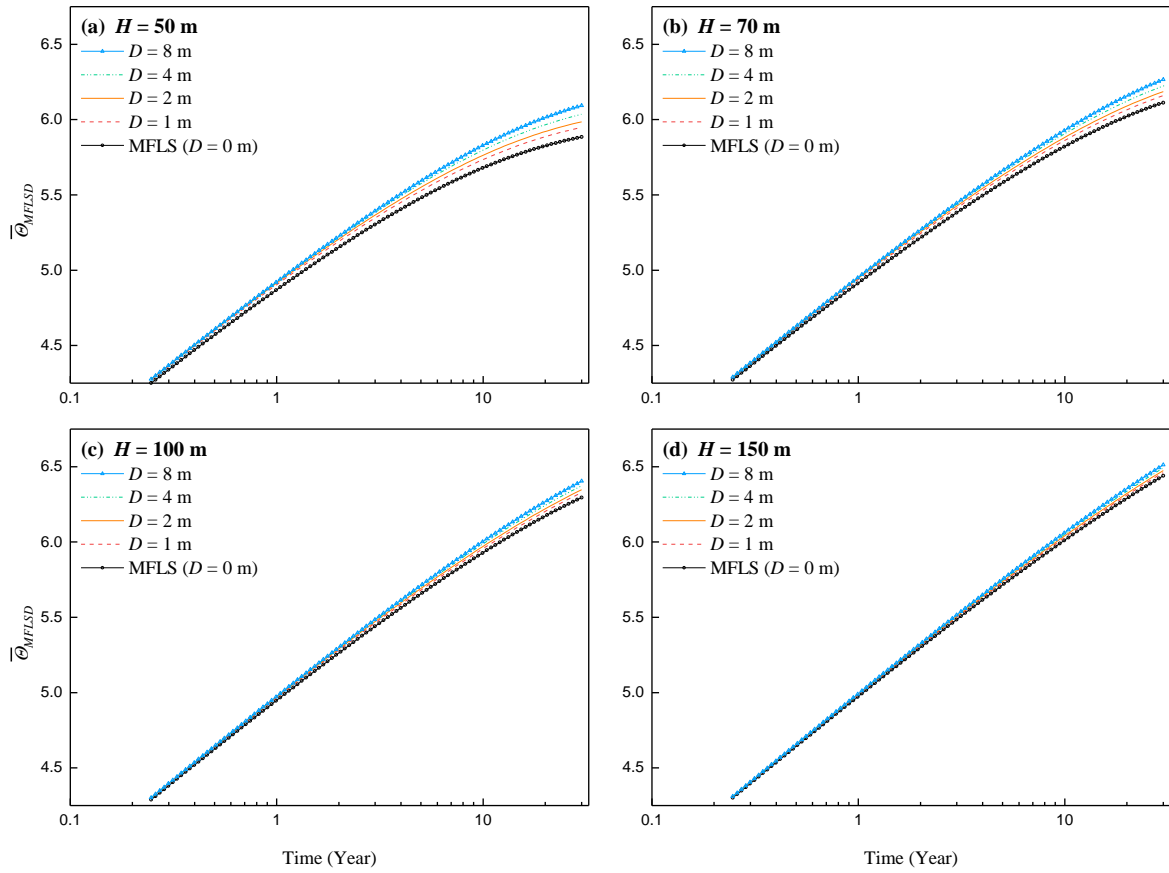 (a) H = 50 m
D = 8 m
D = 4 m
D = 2 m
D = 1 m
MFLS (D = 0 m)
6.5
6.0
5.5
5.0
4.5
0.1 1 10
Θ̅MFLSD
(b) H = 70 m
D = 8 m
D = 4 m
D = 2 m
D = 1 m
MFLS (D = 0 m)
6.5
6.0
5.5
5.0
4.5
0.1 1 10
(c) H = 100 m
D = 8 m
D = 4 m
D = 2 m
D = 1 m
MFLS (D = 0 m)
6.5
6.0
5.5
5.0
4.5
0.1 1 10
Θ̅MFLSD
Time (Year)
(d) H = 150 m
D = 8 m
D = 4 m
D = 2 m
D = 1 m
MFLS (D = 0 m)
6.5
6.0
5.5
5.0
4.5
0.1 1 10
Time (Year)